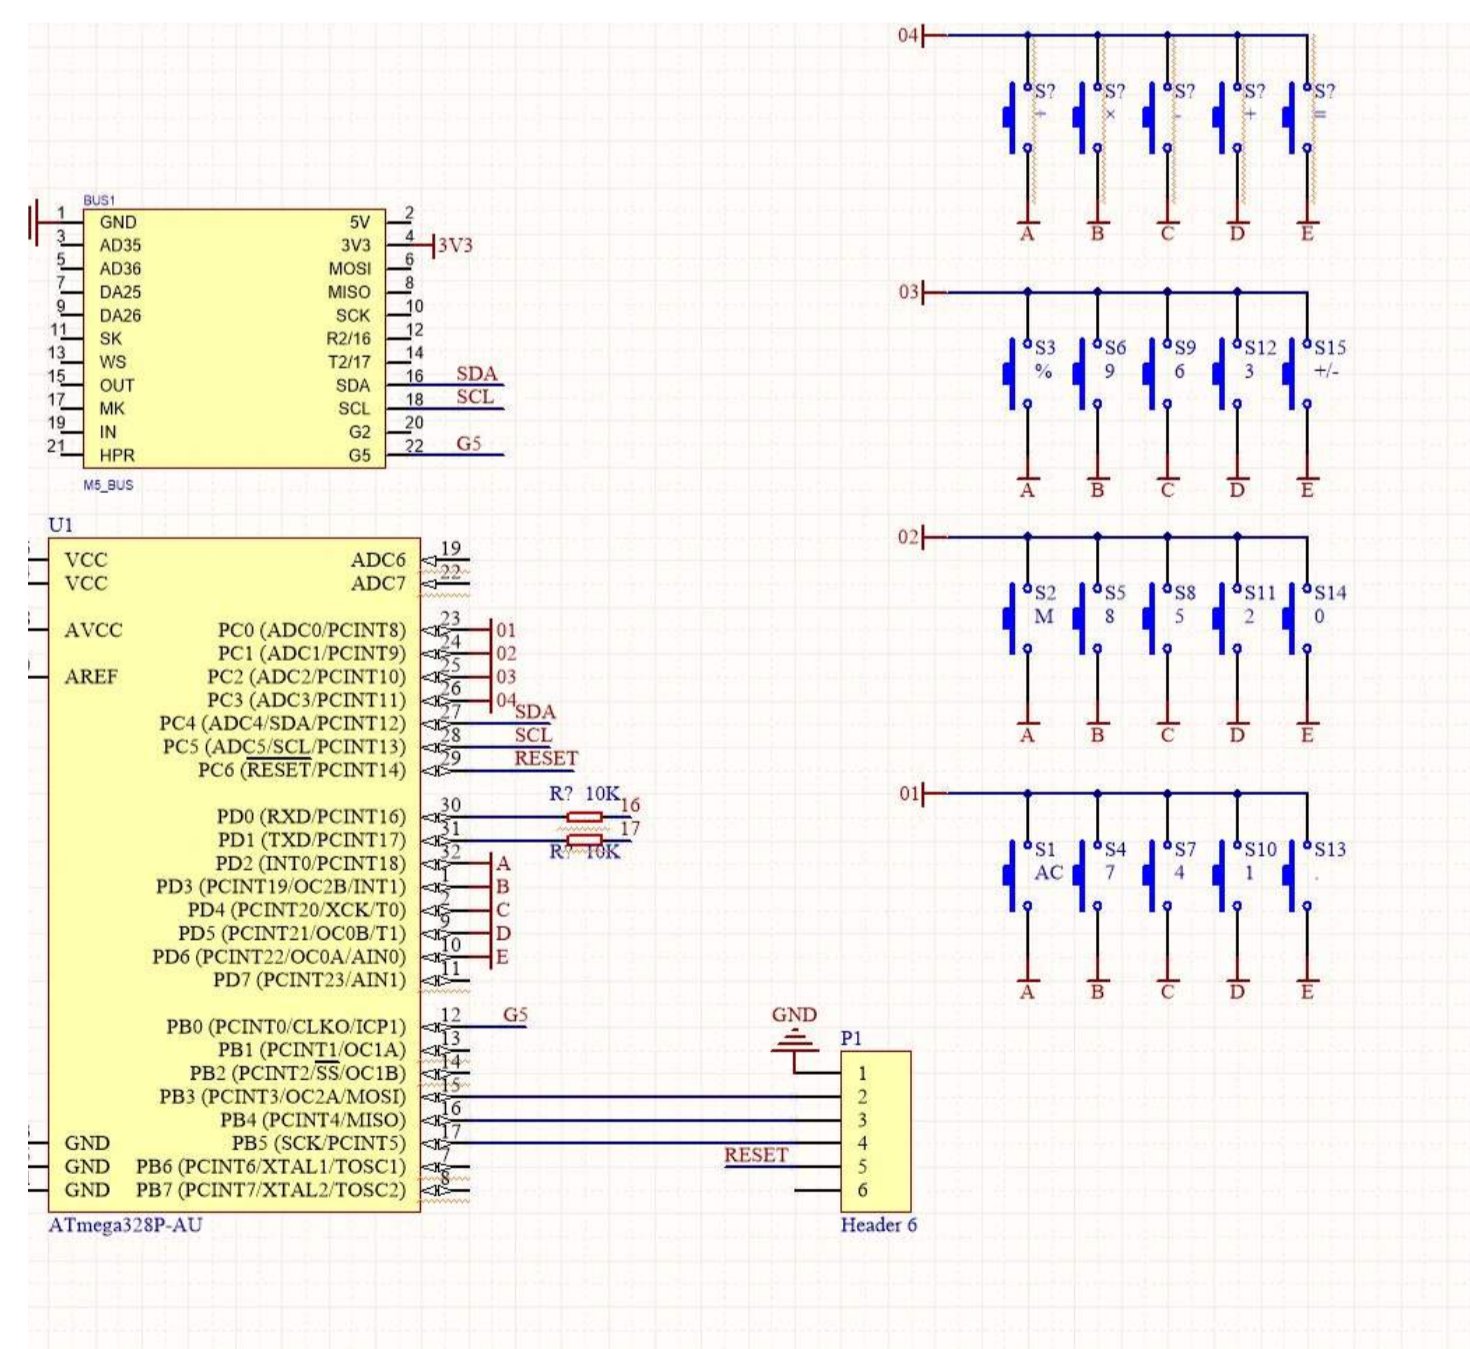 04
S? S? S? S? S?
÷ × - + =
A B C D E
BUS1
1 GND 5V 2
3 AD35 3V3 4 3V3
5 AD36 MOSI 6
7 DA25 MISO 8
9 DA26 SCK 10
11 SK R2/16 12
13 WS T2/17 14
15 OUT SDA 16 SDA
17 MK SCL 18 SCL
19 IN G2 20
21 HPR G5 22 G5
M5_BUS
03
S3 S6 S9 S12 S15
% 9 6 3 +/-
A B C D E
U1
VCC ADC6 19
VCC ADC7 22
AVCC PC0 (ADC0/PCINT8) 23 01
PC1 (ADC1/PCINT9) 24 02
AREF PC2 (ADC2/PCINT10) 25 03
PC3 (ADC3/PCINT11) 26 04
PC4 (ADC4/SDA/PCINT12) 27 SDA
PC5 (ADC5/SCL/PCINT13) 28 SCL
PC6 (RESET/PCINT14) 29 RESET
R? 10K
PD0 (RXD/PCINT16) 30 16
PD1 (TXD/PCINT17) 31 17
R? 10K
PD2 (INT0/PCINT18) 32 A
PD3 (PCINT19/OC2B/INT1) 1 B
PD4 (PCINT20/XCK/T0) 2 C
PD5 (PCINT21/OC0B/T1) 9 D
PD6 (PCINT22/OC0A/AIN0) 10 E
PD7 (PCINT23/AIN1) 11
PB0 (PCINT0/CLKO/ICP1) 12 G5
PB1 (PCINT1/OC1A) 13
PB2 (PCINT2/SS/OC1B) 14
PB3 (PCINT3/OC2A/MOSI) 15
PB4 (PCINT4/MISO) 16
GND PB5 (SCK/PCINT5) 17
GND PB6 (PCINT6/XTAL1/TOSC1) 7
GND PB7 (PCINT7/XTAL2/TOSC2) 8
ATmega328P-AU
02
S2 S5 S8 S11 S14
M 8 5 2 0
A B C D E
01
S1 S4 S7 S10 S13
AC 7 4 1 .
A B C D E
GND
P1
1
2
3
4
RESET 5
6
Header 6